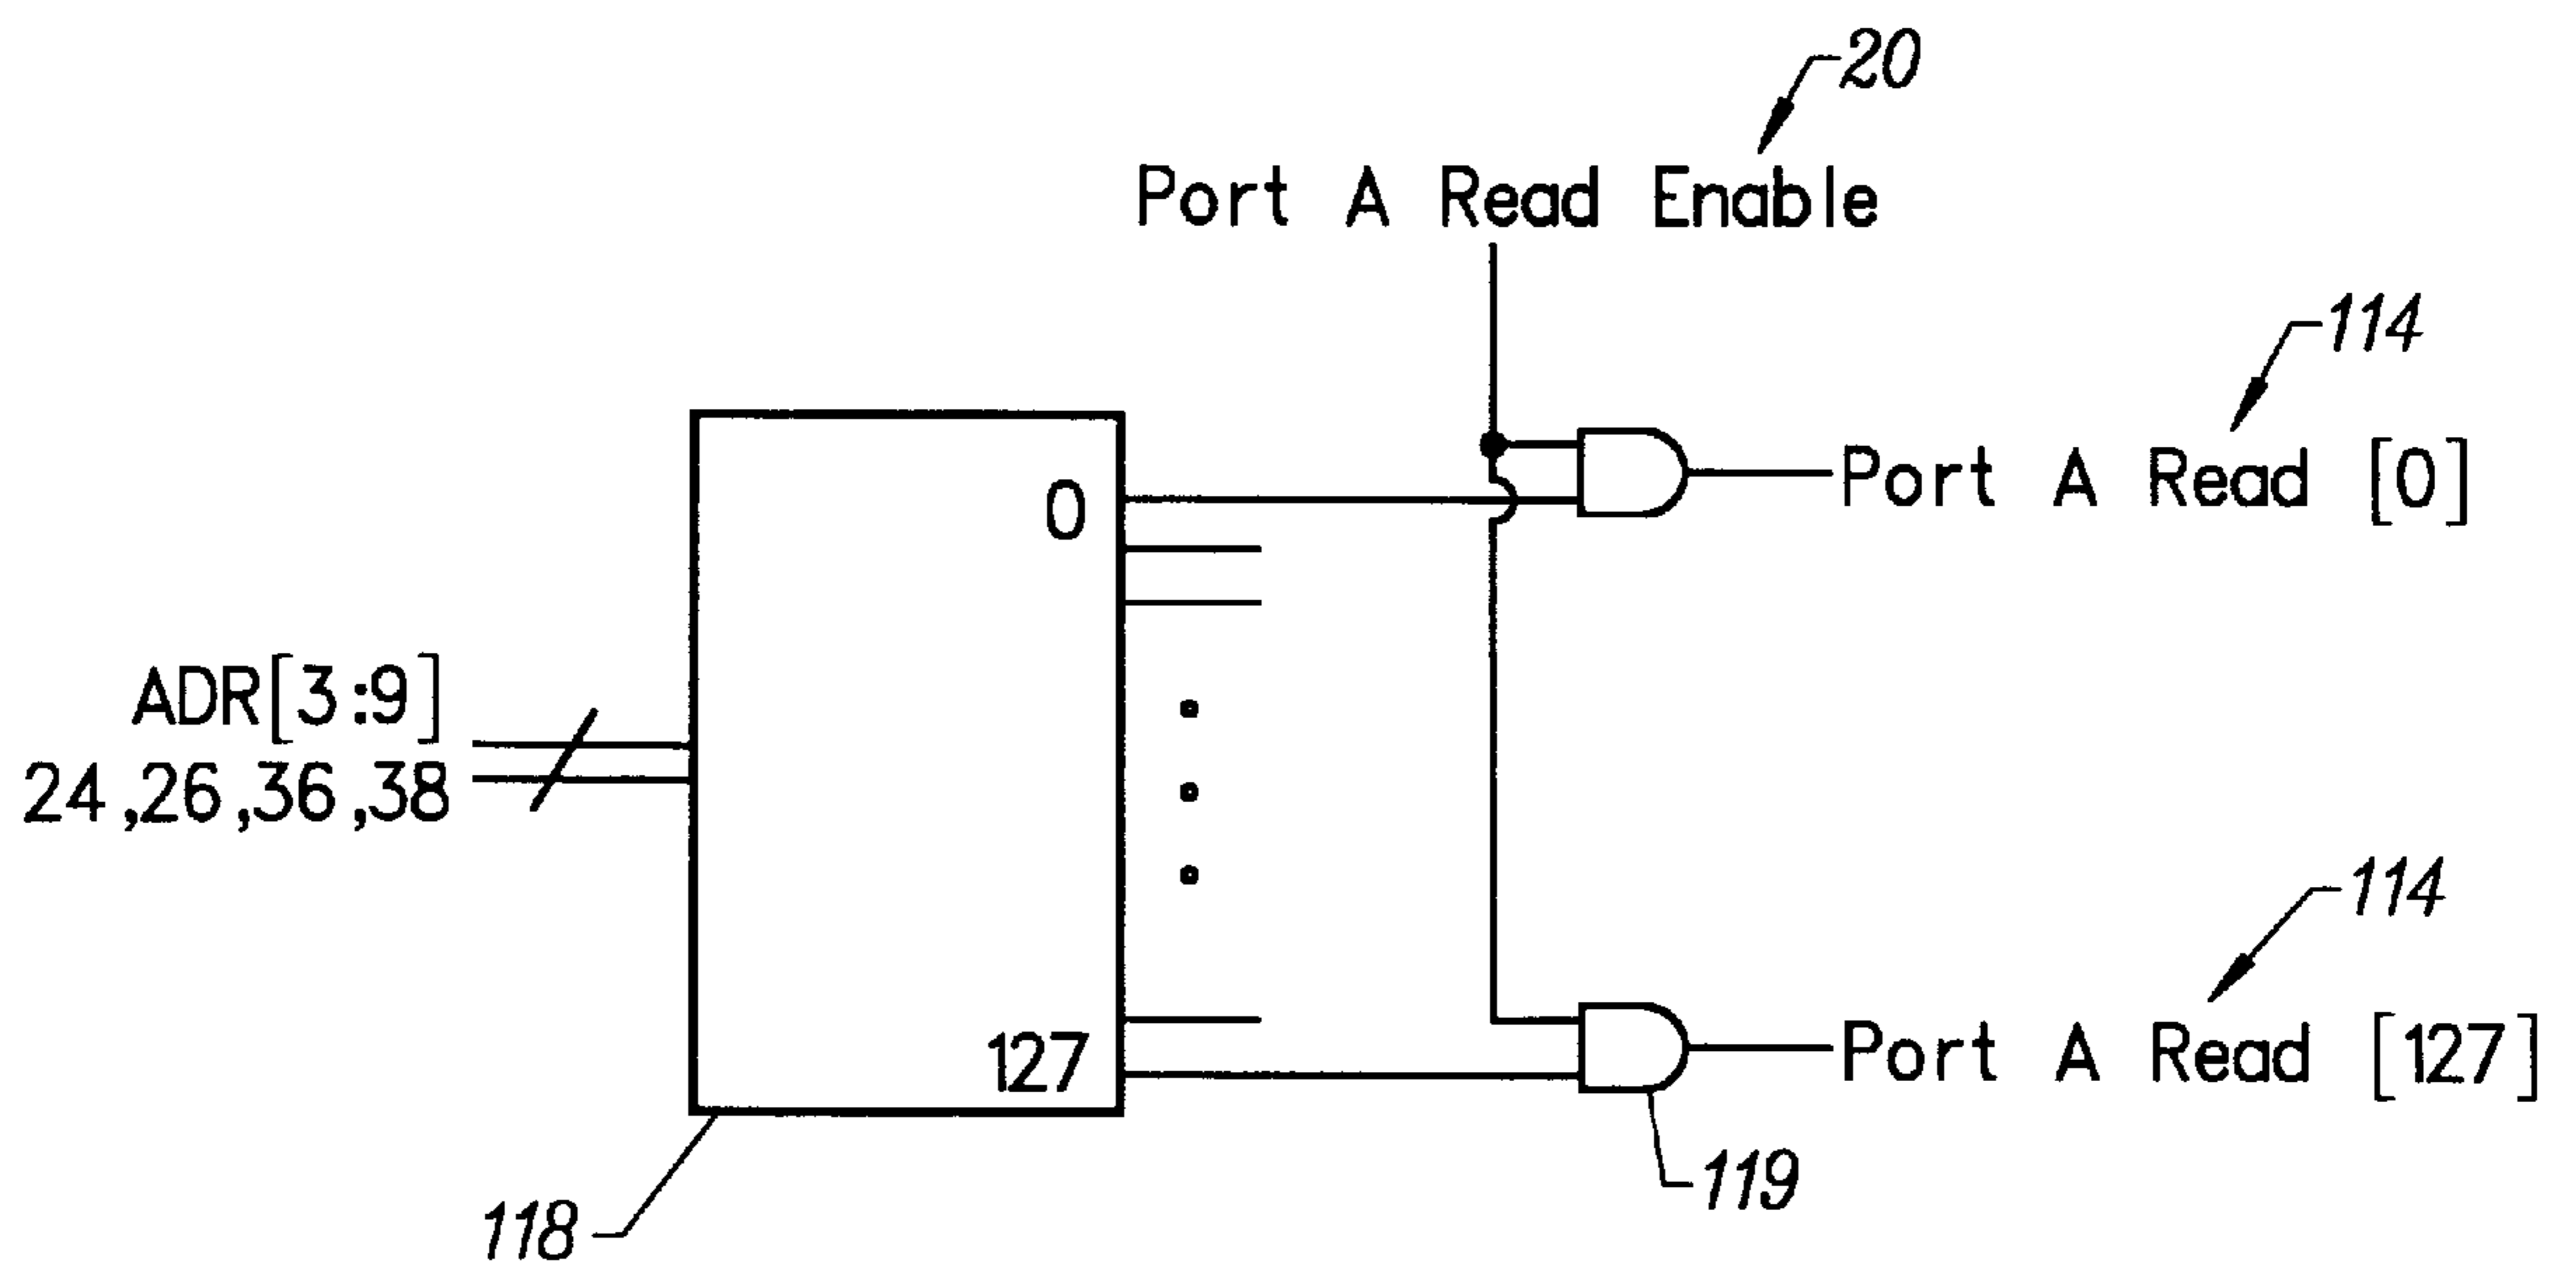 20
Port A Read Enable
114
0
Port A Read [0]
ADR[3:9]
24,26,36,38
114
127
Port A Read [127]
119
118